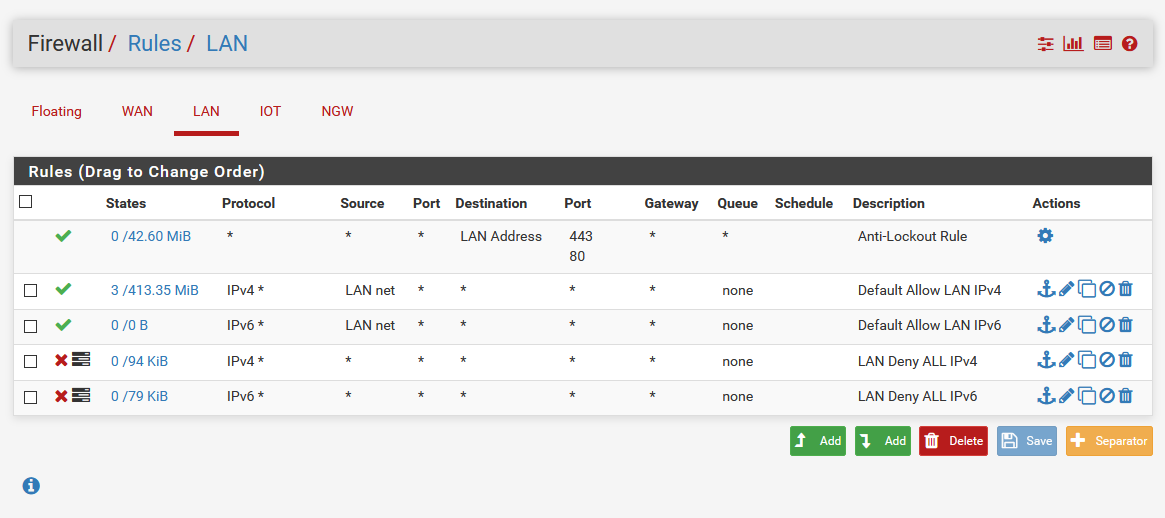 Firewall / Rules / LAN
Floating WAN LAN IOT NGW
Rules (Drag to Change Order)
States Protocol Source Port Destination Port Gateway Queue Schedule Description Actions
0 /42.60 MiB * * * LAN Address 443 * * Anti-Lockout Rule
80
3 /413.35 MiB IPv4 * LAN net * * * * none Default Allow LAN IPv4
0 /0 B IPv6 * LAN net * * * * none Default Allow LAN IPv6
0 /94 KiB IPv4 * * * * * * none LAN Deny ALL IPv4
0 /79 KiB IPv6 * * * * * * none LAN Deny ALL IPv6
Add Add Delete Save Separator